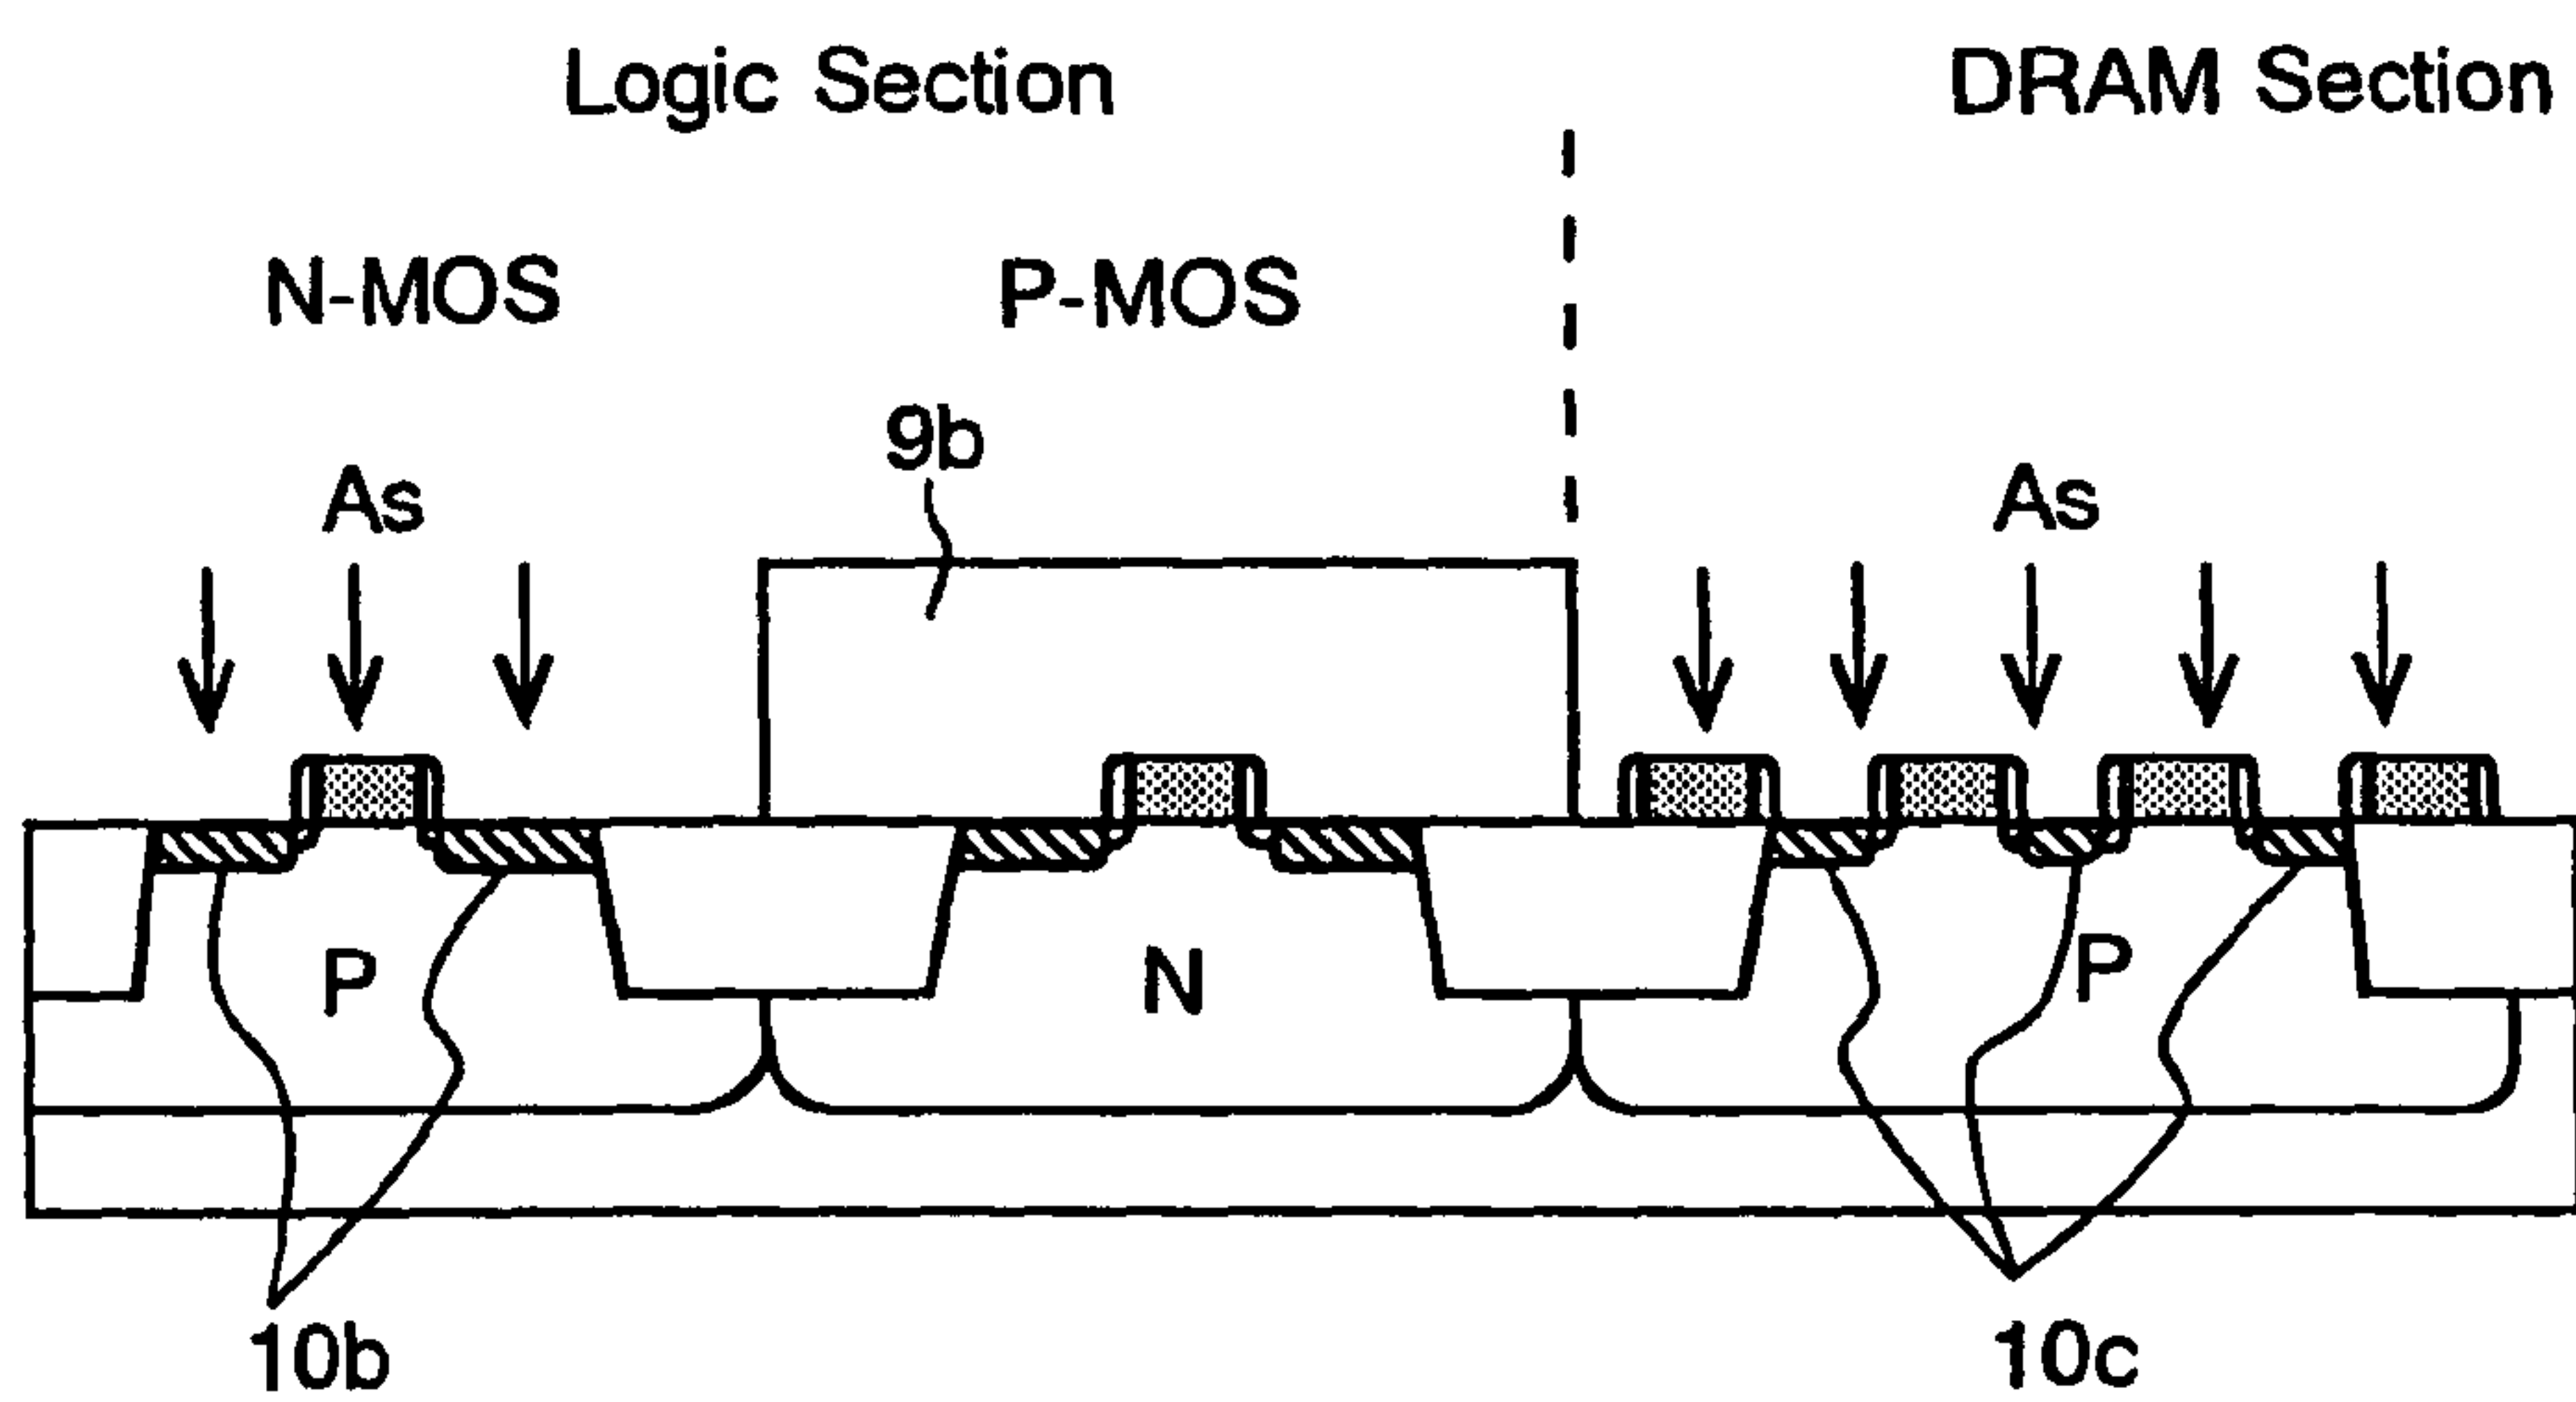 Logic Section
DRAM Section
N-MOS
P-MOS
9b
As
As
P
N
P
10b
10c